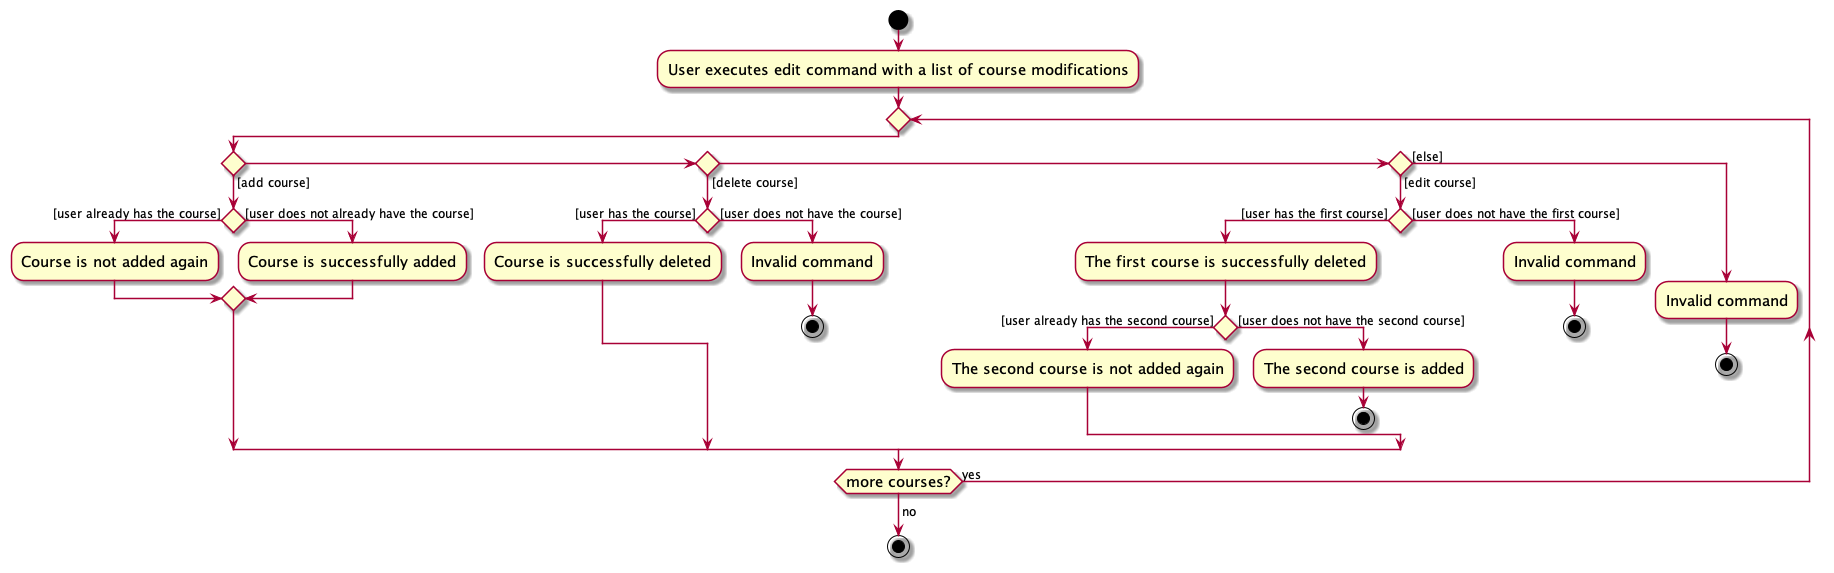 User executes edit command with a list of course modifications
[else]
[add course]
[delete course]
[edit course]
[user already has the course]
[user does not already have the course]
[user has the course]
[user does not have the course]
[user has the first course]
[user does not have the first course]
Course is not added again
Course is successfully added
Course is successfully deleted
Invalid command
The first course is successfully deleted
Invalid command
Invalid command
[user already has the second course]
[user does not have the second course]
The second course is not added again
The second course is added
more courses?
yes
no